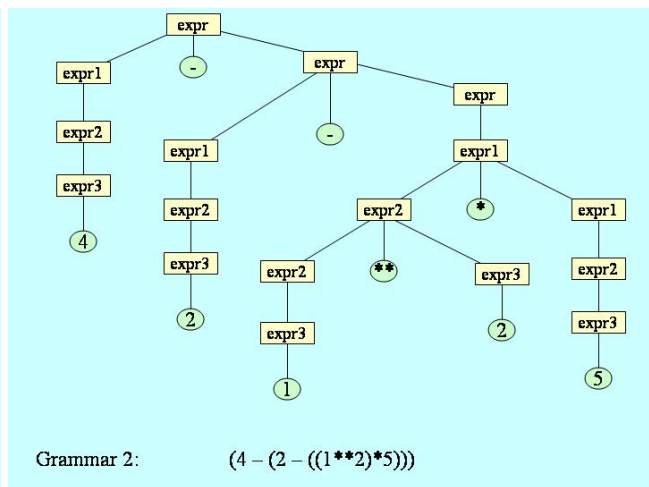 expr
expr1 - expr
expr
expr2 expr1 - expr1
expr3 expr2 expr2 * expr1
4 expr3 expr2 ** expr3 expr2
2 expr3 2 expr3
1 5
Grammar 2: (4 – (2 – ((1**2)*5)))